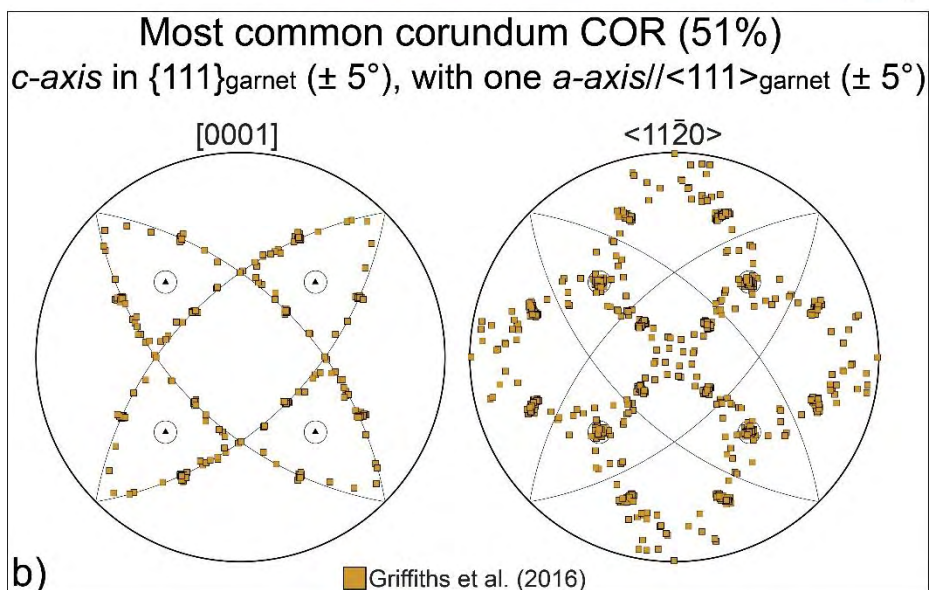 Most common corundum COR (51%)
c-axis in {111}garnet (± 5°), with one a-axis//<111>garnet (± 5°)
[0001]
<112̄0>
b)
Griffiths et al. (2016)